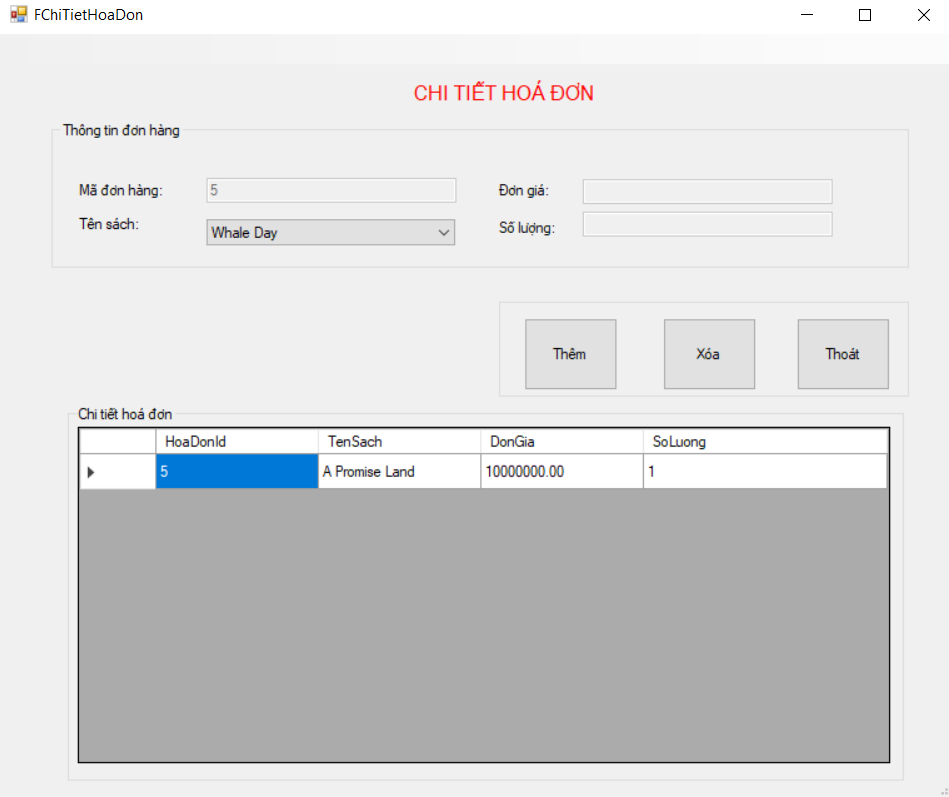 FChiTietHoaDon
CHI TIẾT HOÁ ĐƠN
Thông tin đơn hàng
Mã đơn hàng: 5 Đơn giá:
Tên sách: Whale Day Số lượng:
Thêm Xóa Thoát
Chi tiết hoá đơn
HoaDonId TenSach DonGia SoLuong
5 A Promise Land 10000000.00 1